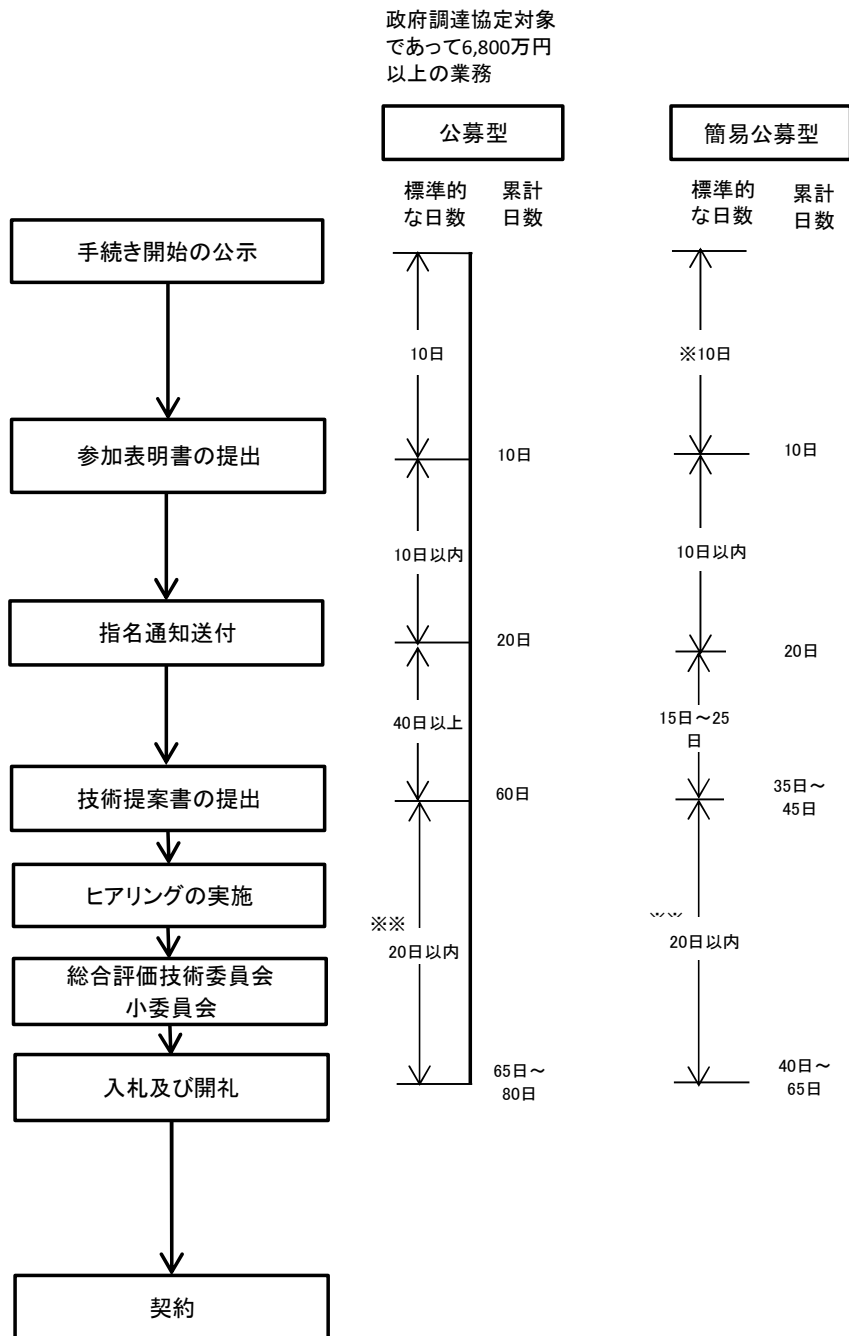 政府調達協定対象
であって6,800万円
以上の業務
公募型
簡易公募型
標準的
な日数
累計
日数
標準的
な日数
累計
日数
手続き開始の公示
10日
※10日
参加表明書の提出
10日
10日
10日以内
10日以内
指名通知送付
20日
20日
40日以上
15日～25
日
技術提案書の提出
60日
35日～
45日
ヒアリングの実施
※※
20日以内
※※
20日以内
総合評価技術委員会
小委員会
入札及び開礼
65日～
80日
40日～
65日
契約